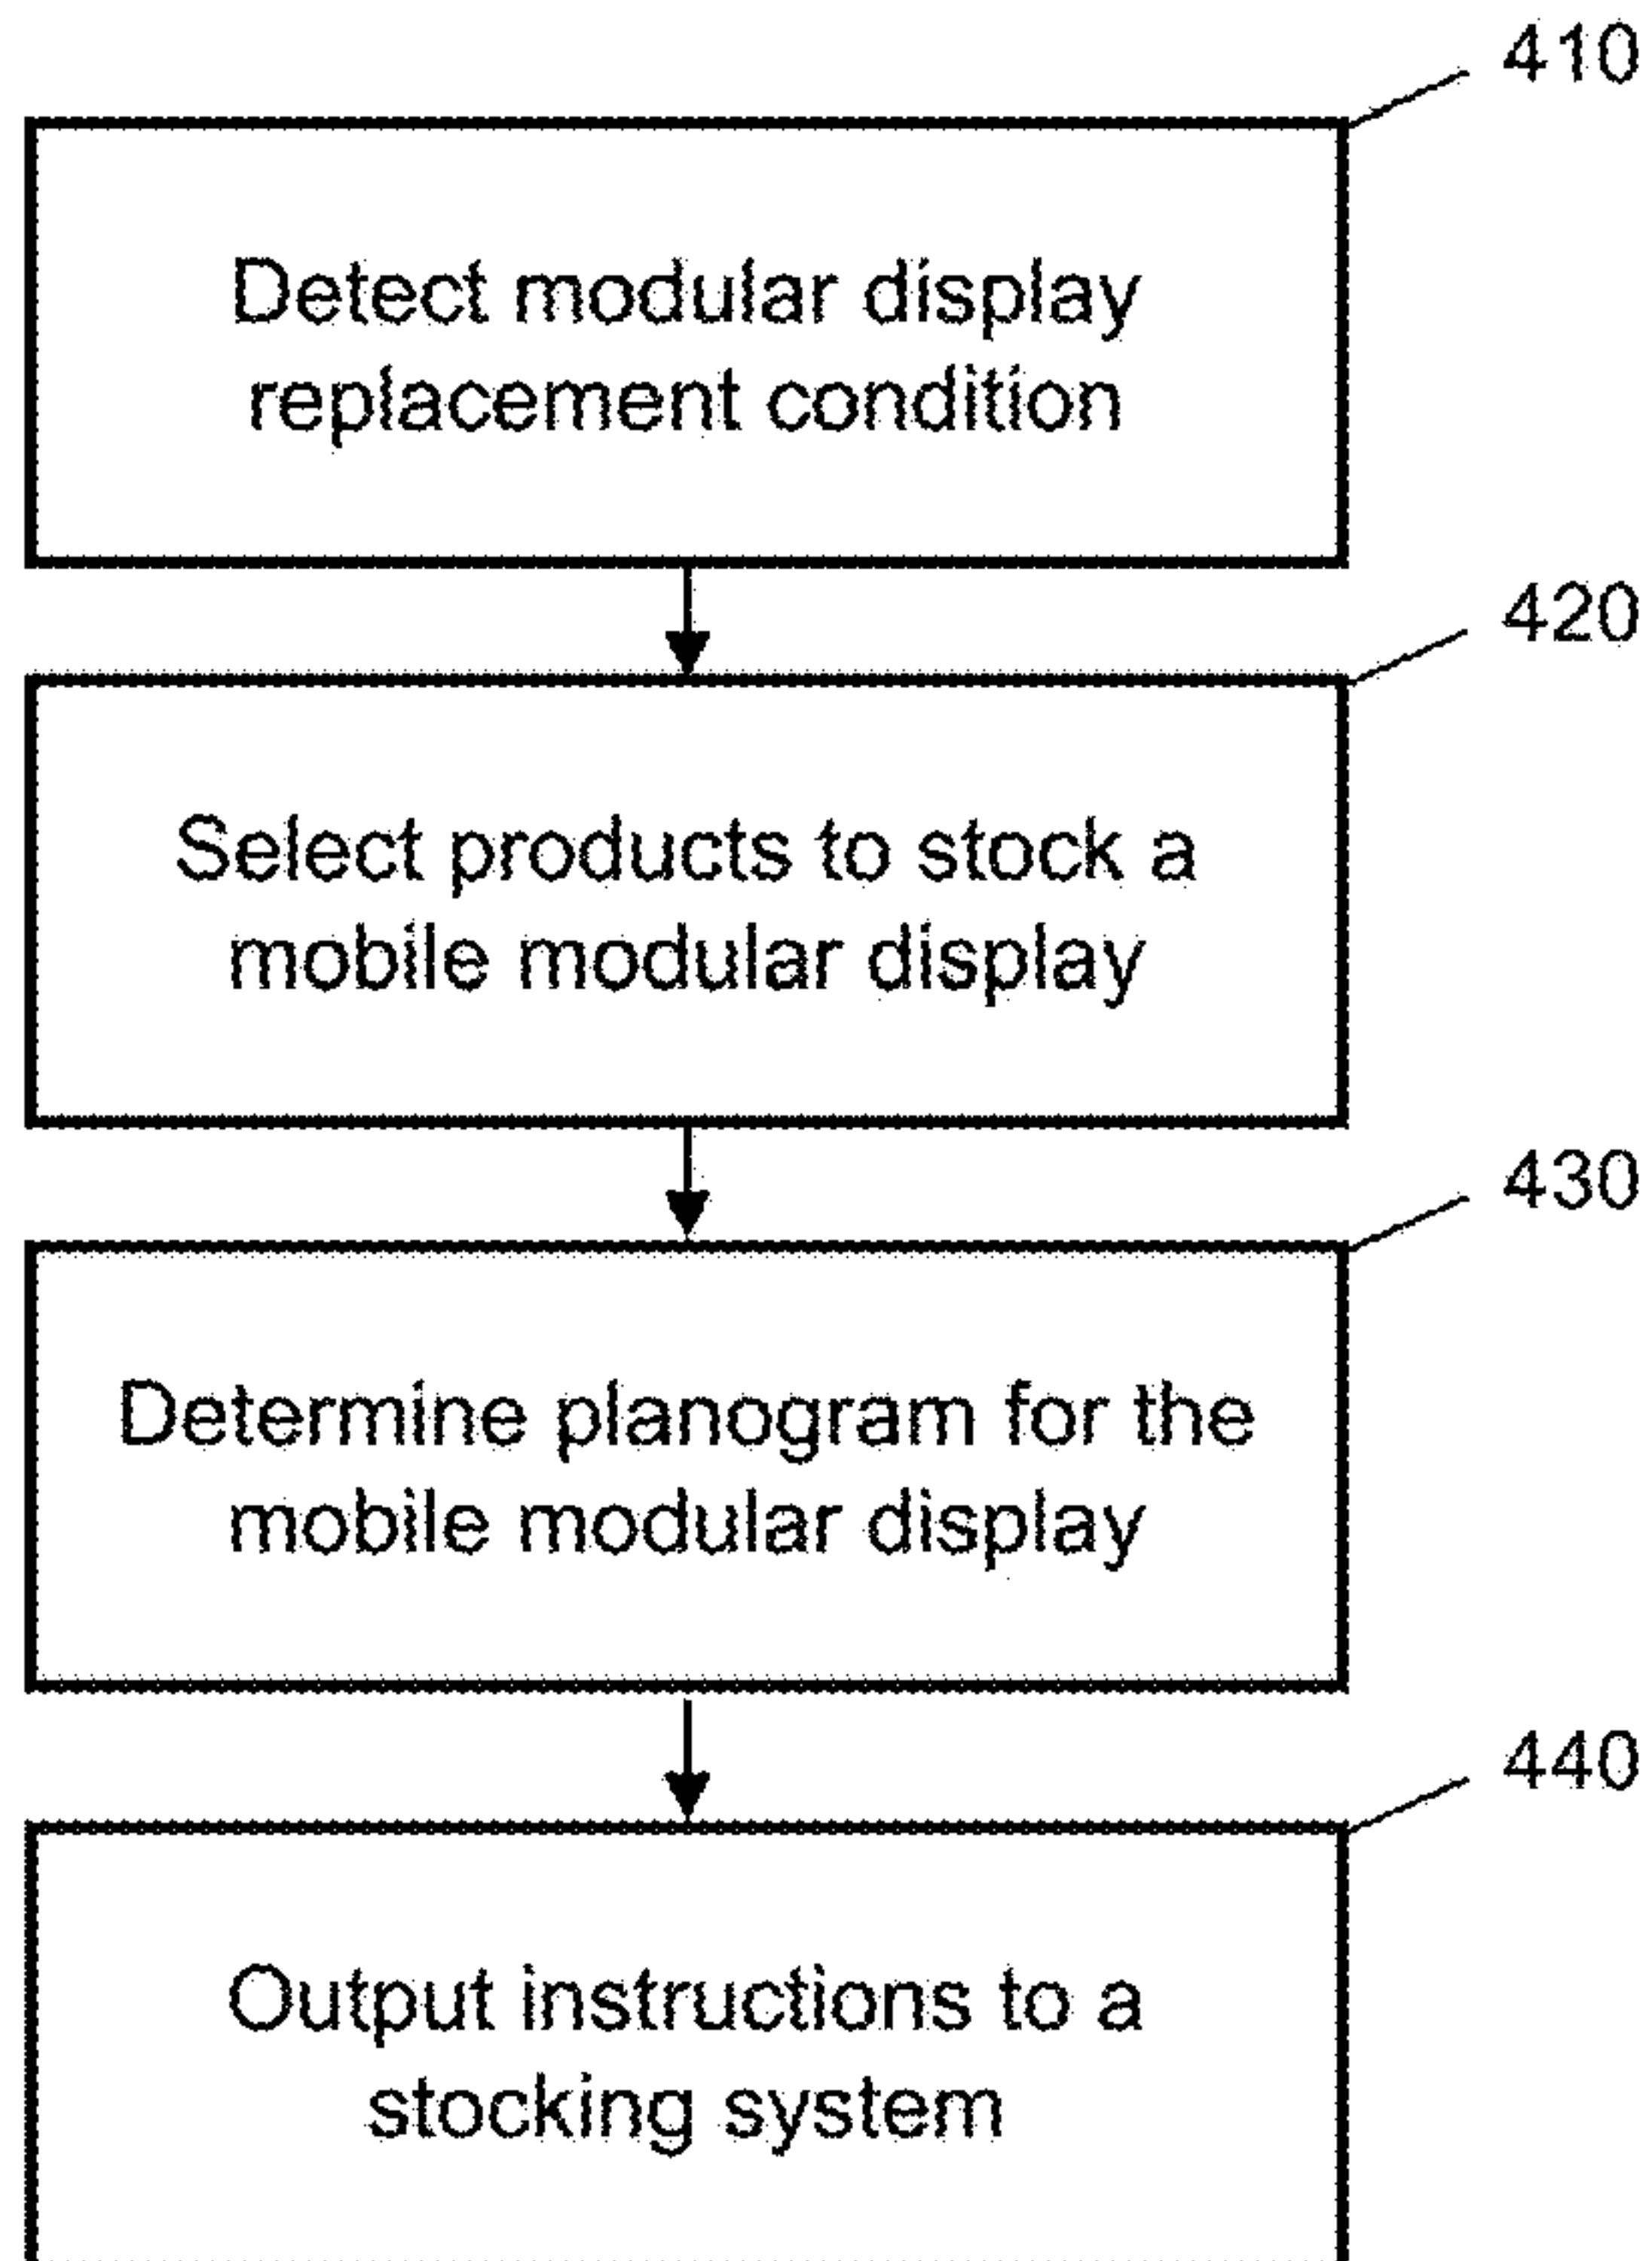 410
Detect modular display
replacement condition
420
Select products to stock a
mobile modular display
430
Determine planogram for the
mobile modular display
440
Output instructions to a
stocking system